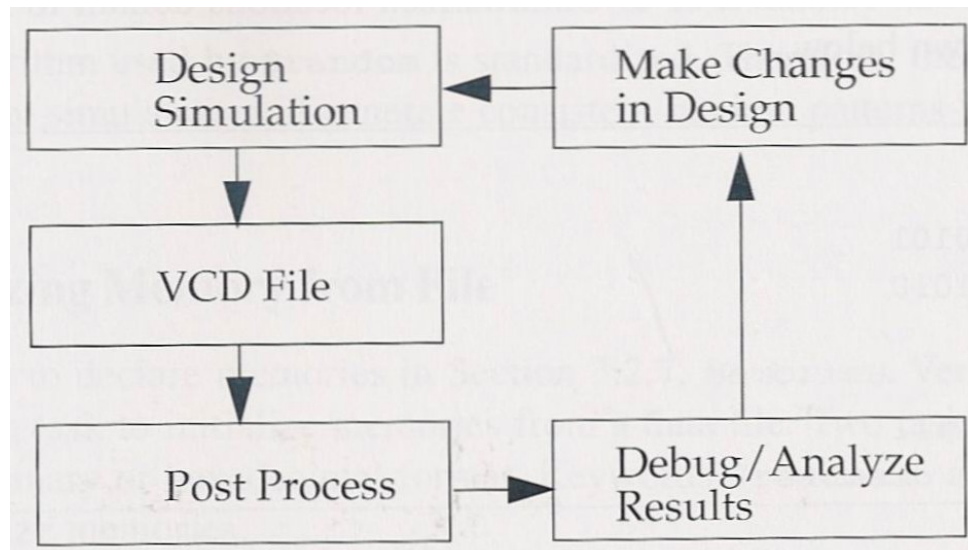 Design
Simulation
Make Changes
in Design
VCD File
Post Process
Debug/Analyze
Results